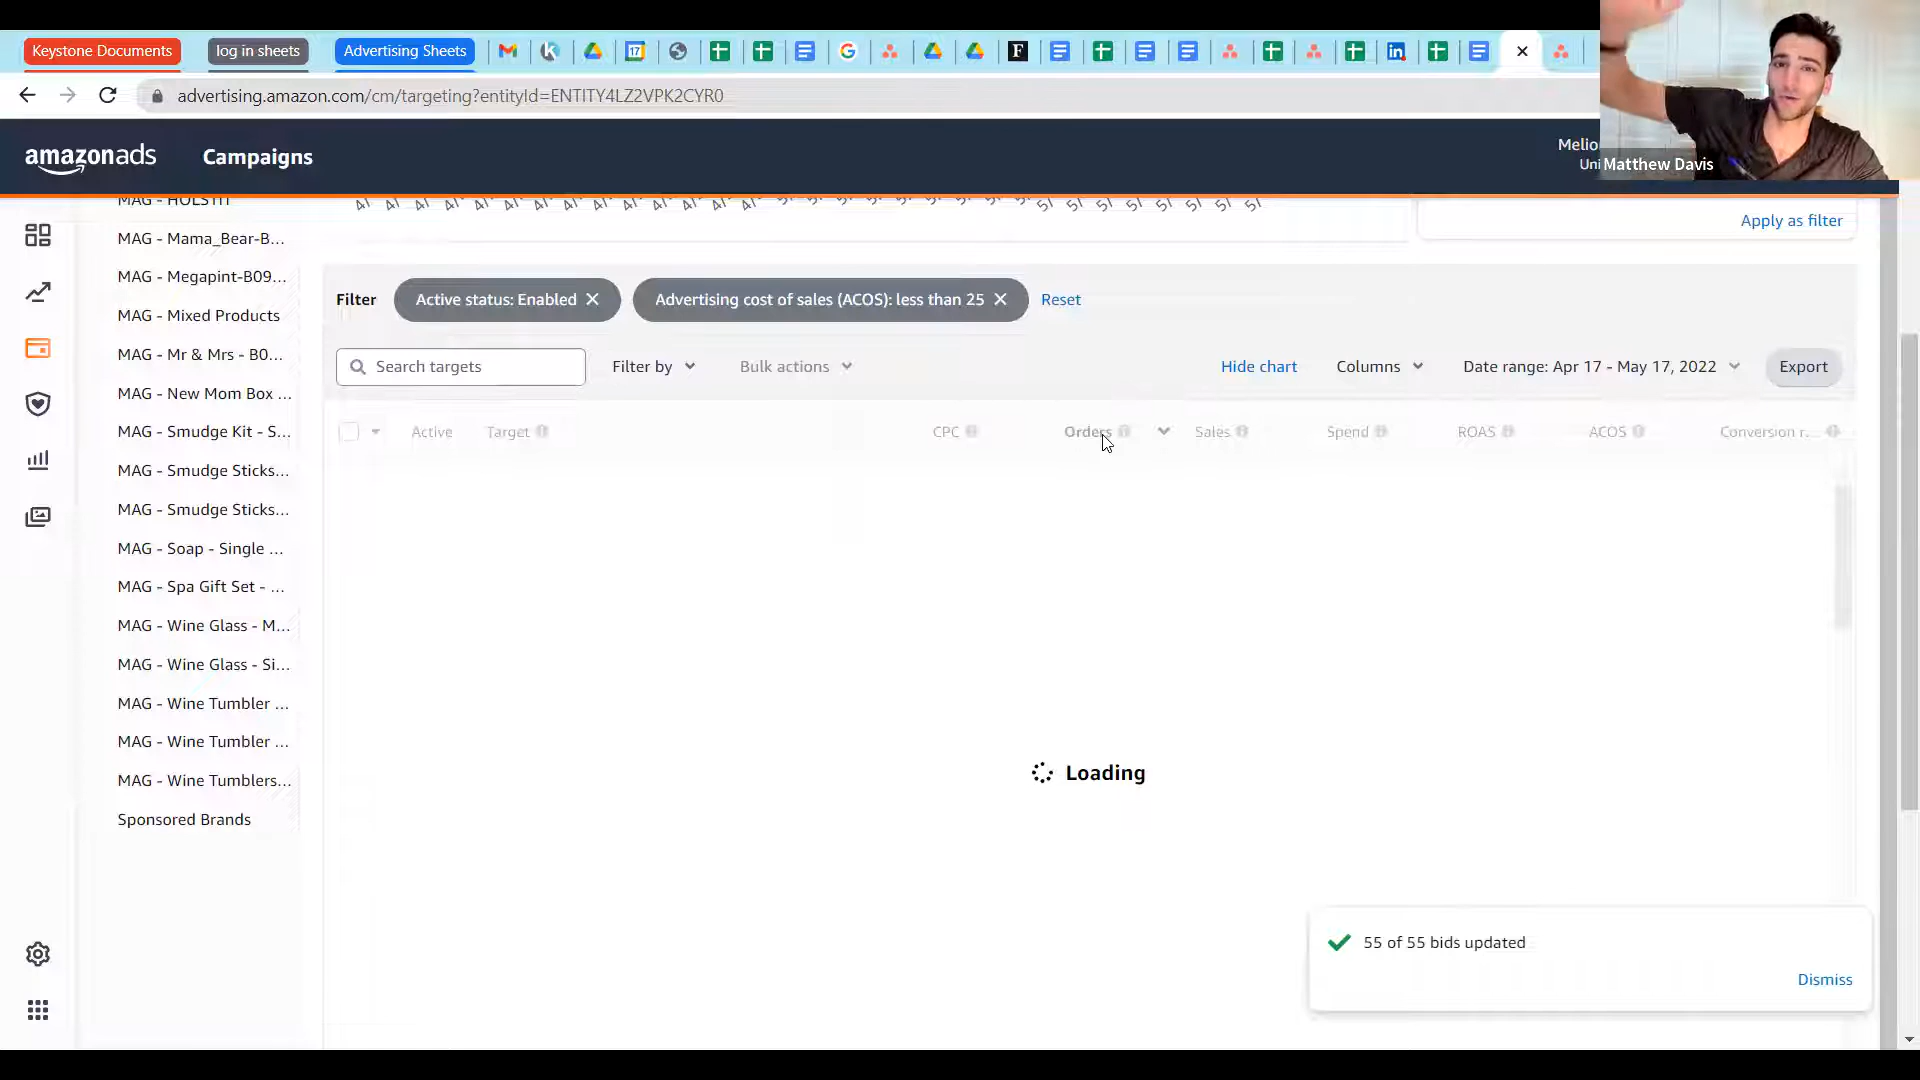 Keystone Documents
log in sheets
Advertising Sheets
17
advertising.amazon.com/cm/targeting?entityId=ENTITY4LZ2VPK2CYR0
amazonads
Campaigns
Melio
Uni
Matthew Davis
MAG - HOLSTIT
MAG - Mama_Bear-B...
MAG - Megapint-B09...
MAG - Mixed Products
MAG - Mr & Mrs - B0...
MAG - New Mom Box ...
MAG - Smudge Kit - S...
MAG - Smudge Sticks...
MAG - Smudge Sticks...
MAG - Soap - Single ...
MAG - Spa Gift Set - ...
MAG - Wine Glass - M...
MAG - Wine Glass - Si...
MAG - Wine Tumbler ...
MAG - Wine Tumbler ...
MAG - Wine Tumblers...
Sponsored Brands
Apply as filter
Filter
Active status: Enabled
Advertising cost of sales (ACOS): less than 25
Reset
Search targets
Filter by
Bulk actions
Hide chart
Columns
Date range: Apr 17 - May 17, 2022
Export
Active
Target
CPC
Orders
Sales
Spend
ROAS
ACOS
Conversion r...
Loading
55 of 55 bids updated
Dismiss